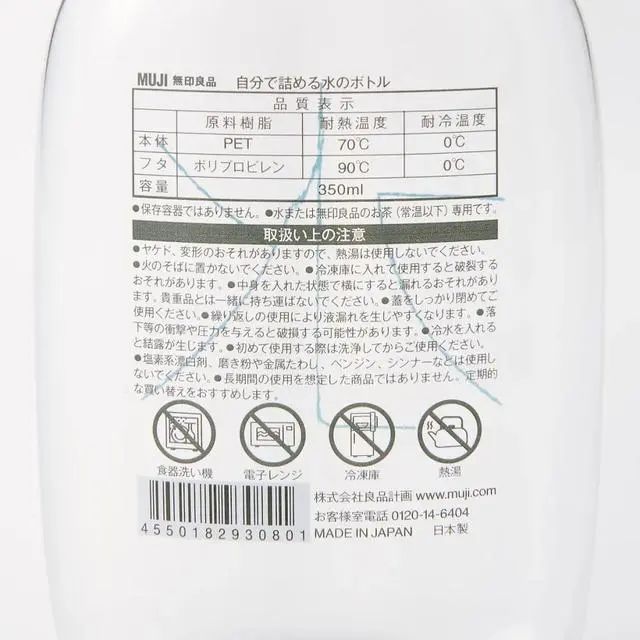 MUJI 無印良品 自分で詰める水のボトル
品質表示
原料樹脂 耐熱温度 耐冷温度
本体 PET 70℃ 0℃
フタ ポリプロピレン 90℃ 0℃
容量 350ml
●保存容器ではありません。●水または無印良品のお茶（常温以下）専用です。
取扱い上の注意
●ヤケド、変形のおそれがありますので、熱湯は使用しないでください。
●火のそばに置かないでください。●冷凍庫に入れて使用すると破裂する
おそれがあります。●中身を入れた状態で横にすると漏れるおそれがあり
ます。貴重品とは一緒に持ち運ばないでください。●蓋をしっかり閉めてご
使用ください。●繰り返しの使用により液漏れを生じやすくなります。●落
下等の衝撃や圧力を与えると破損する可能性があります。●冷水を入れる
と結露が生じます。●初めて使用する際は洗浄してからご使用ください。
●塩素系漂白剤、磨き粉や金属たわし、ベンジン、シンナーなどは使用し
ないでください。●長期間の使用を想定した商品ではありません。定期的
な買い替えをおすすめします。
食器洗い機 電子レンジ 冷凍庫 熱湯
株式会社良品計画 www.muji.com
お客様室電話 0120-14-6404
4550182930801 MADE IN JAPAN 日本製